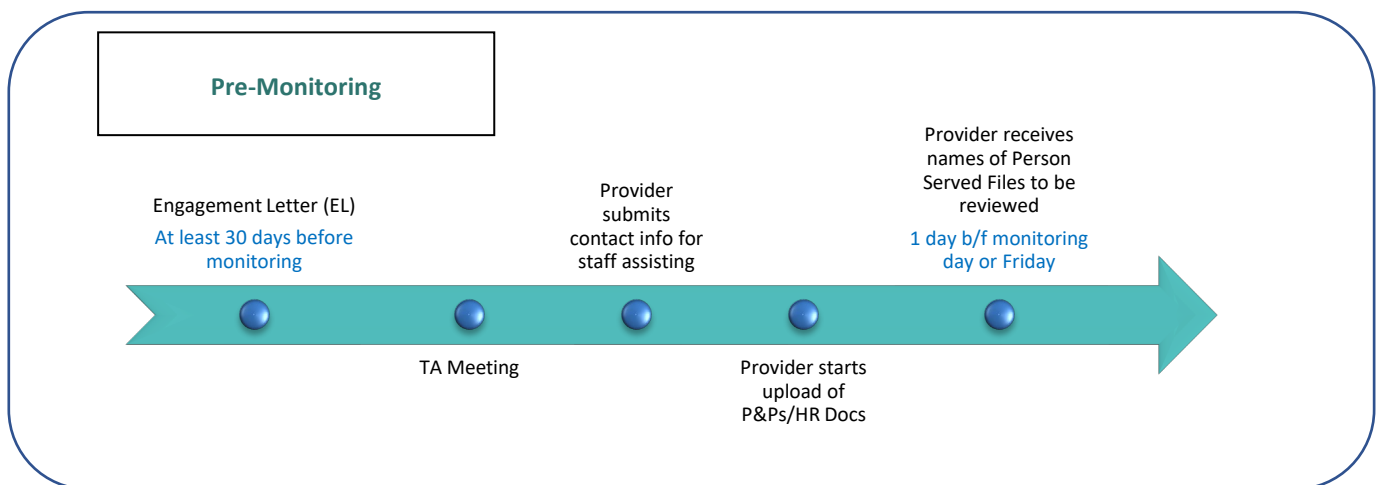 Pre-Monitoring
Engagement Letter (EL)
At least 30 days before
monitoring
TA Meeting
Provider
submits
contact info for
staff assisting
Provider starts
upload of
P&Ps/HR Docs
Provider receives
names of Person
Served Files to be
reviewed
1 day b/f monitoring
day or Friday